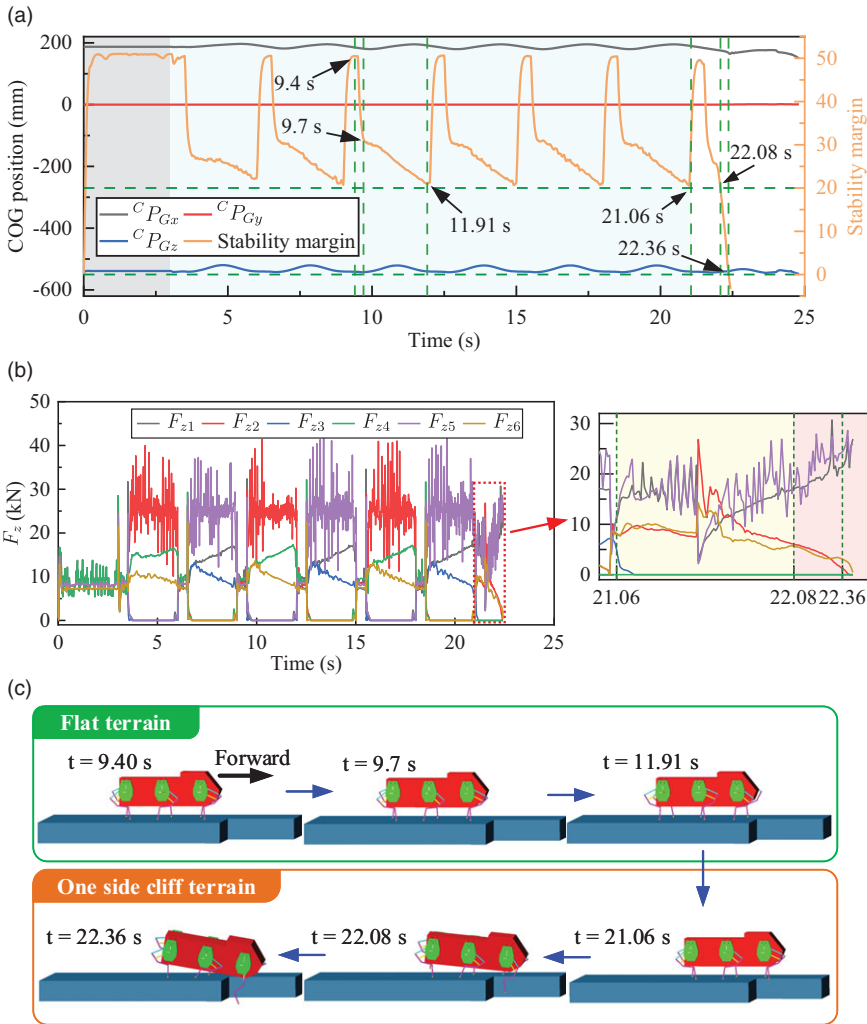 (a)
200
0
-200
-400
-600
COG position (mm)
50
40
30
20
10
0
Stability margin
9.4 s
9.7 s
11.91 s
21.06 s
22.08 s
22.36 s
CPGx CPGy
CPGz Stability margin
0 5 10 15 20 25
Time (s)
(b)
50
40
30
20
10
0
Fz (kN)
Fz1 Fz2 Fz3 Fz4 Fz5 Fz6
0 5 10 15 20 25
Time (s)
30
20
10
0
21.06 22.08 22.36
(c)
Flat terrain
t = 9.40 s Forward t = 9.7 s t = 11.91 s
One side cliff terrain
t = 22.36 s t = 22.08 s t = 21.06 s